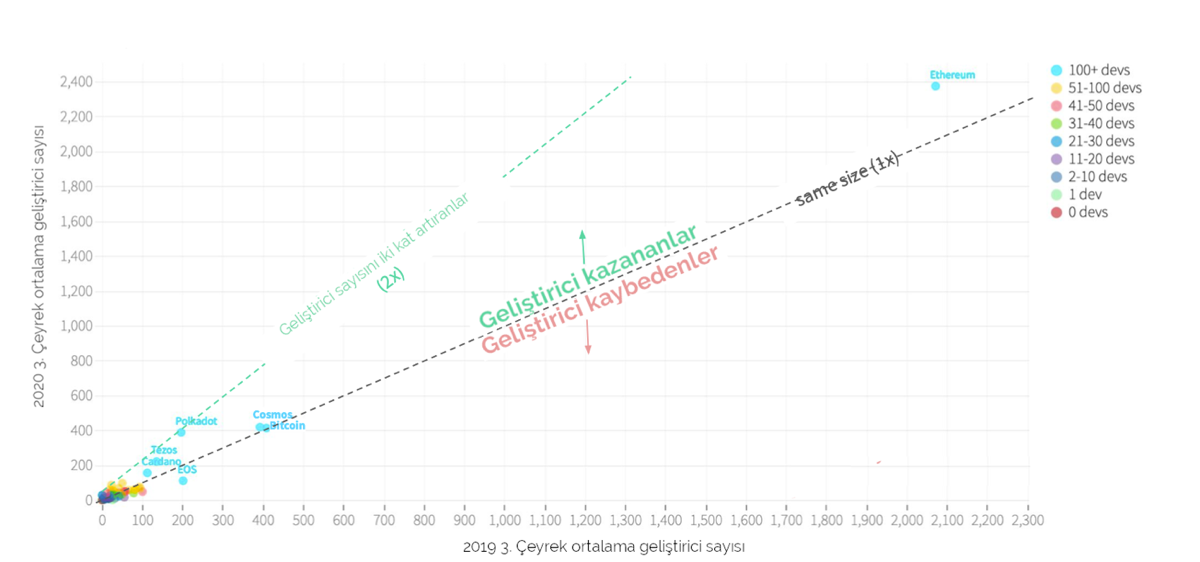 2,400
2,200
2,000
1,800
1,600
1,400
1,200
1,000
800
600
400
200
0
2020 3. Çeyrek ortalama geliştirici sayısı
Ethereum
same size (1x)
Geliştirici sayısını iki kat artıranlar
(2x)
Geliştirici kazananlar
Geliştirici kaybedenler
Polkadot
Cosmos
Bitcoin
Tezos
Cardano
EOS
0 100 200 300 400 500 600 700 800 900 1,000 1,100 1,200 1,300 1,400 1,500 1,600 1,700 1,800 1,900 2,000 2,100 2,200 2,300
2019 3. Çeyrek ortalama geliştirici sayısı
100+ devs
51-100 devs
41-50 devs
31-40 devs
21-30 devs
11-20 devs
2-10 devs
1 dev
0 devs